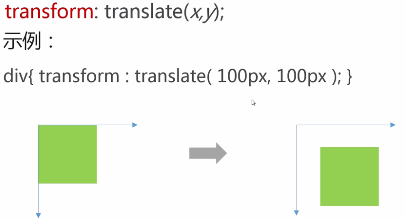 transform: translate(x,y);
示例：
div{ transform : translate( 100px, 100px ); }